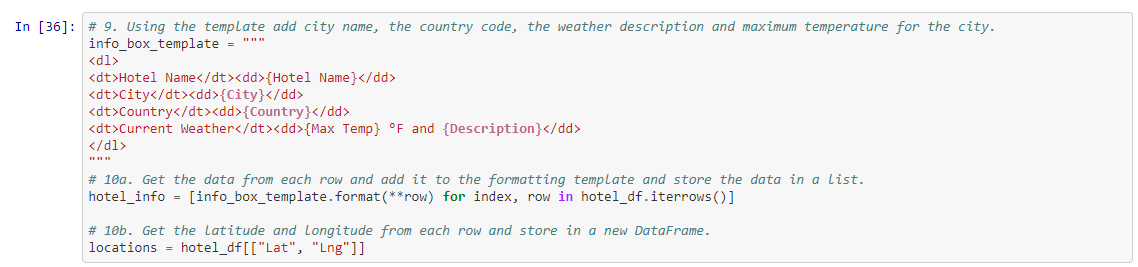 In [36]: # 9. Using the template add city name, the country code, the weather description and maximum temperature for the city.
info_box_template = """
<dl>
<dt>Hotel Name</dt><dd>{Hotel Name}</dd>
<dt>City</dt><dd>{City}</dd>
<dt>Country</dt><dd>{Country}</dd>
<dt>Current Weather</dt><dd>{Max Temp} °F and {Description}</dd>
</dl>
"""
# 10a. Get the data from each row and add it to the formatting template and store the data in a list.
hotel_info = [info_box_template.format(**row) for index, row in hotel_df.iterrows()]

# 10b. Get the latitude and longitude from each row and store in a new DataFrame.
locations = hotel_df[["Lat", "Lng"]]